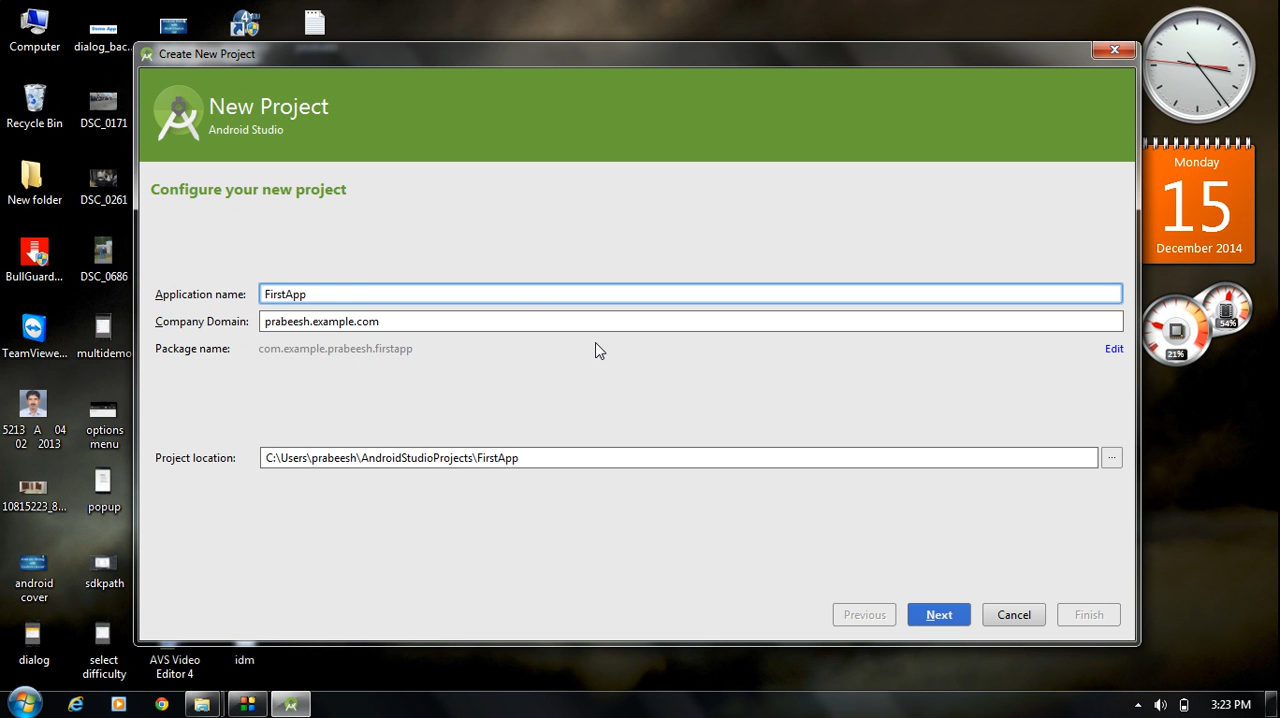 Computer
dialog_bac...
Recycle Bin
DSC_0171
New folder
DSC_0261
BullGuard...
DSC_0686
TeamViewe...
multidemo
5213 A 04
02 2013
options
menu
10815223_8...
popup
android
cover
sdkpath
dialog
select
difficulty
AVS Video
Editor 4
idm
Create New Project
New Project
Android Studio
Configure your new project
Application name:
FirstApp
Company Domain:
prabeesh.example.com
Package name:
com.example.prabeesh.firstapp
Edit
Project location:
C:\Users\prabeesh\AndroidStudioProjects\FirstApp
...
Previous
Next
Cancel
Finish
Monday
15
December 2014
54%
21%
3:23 PM